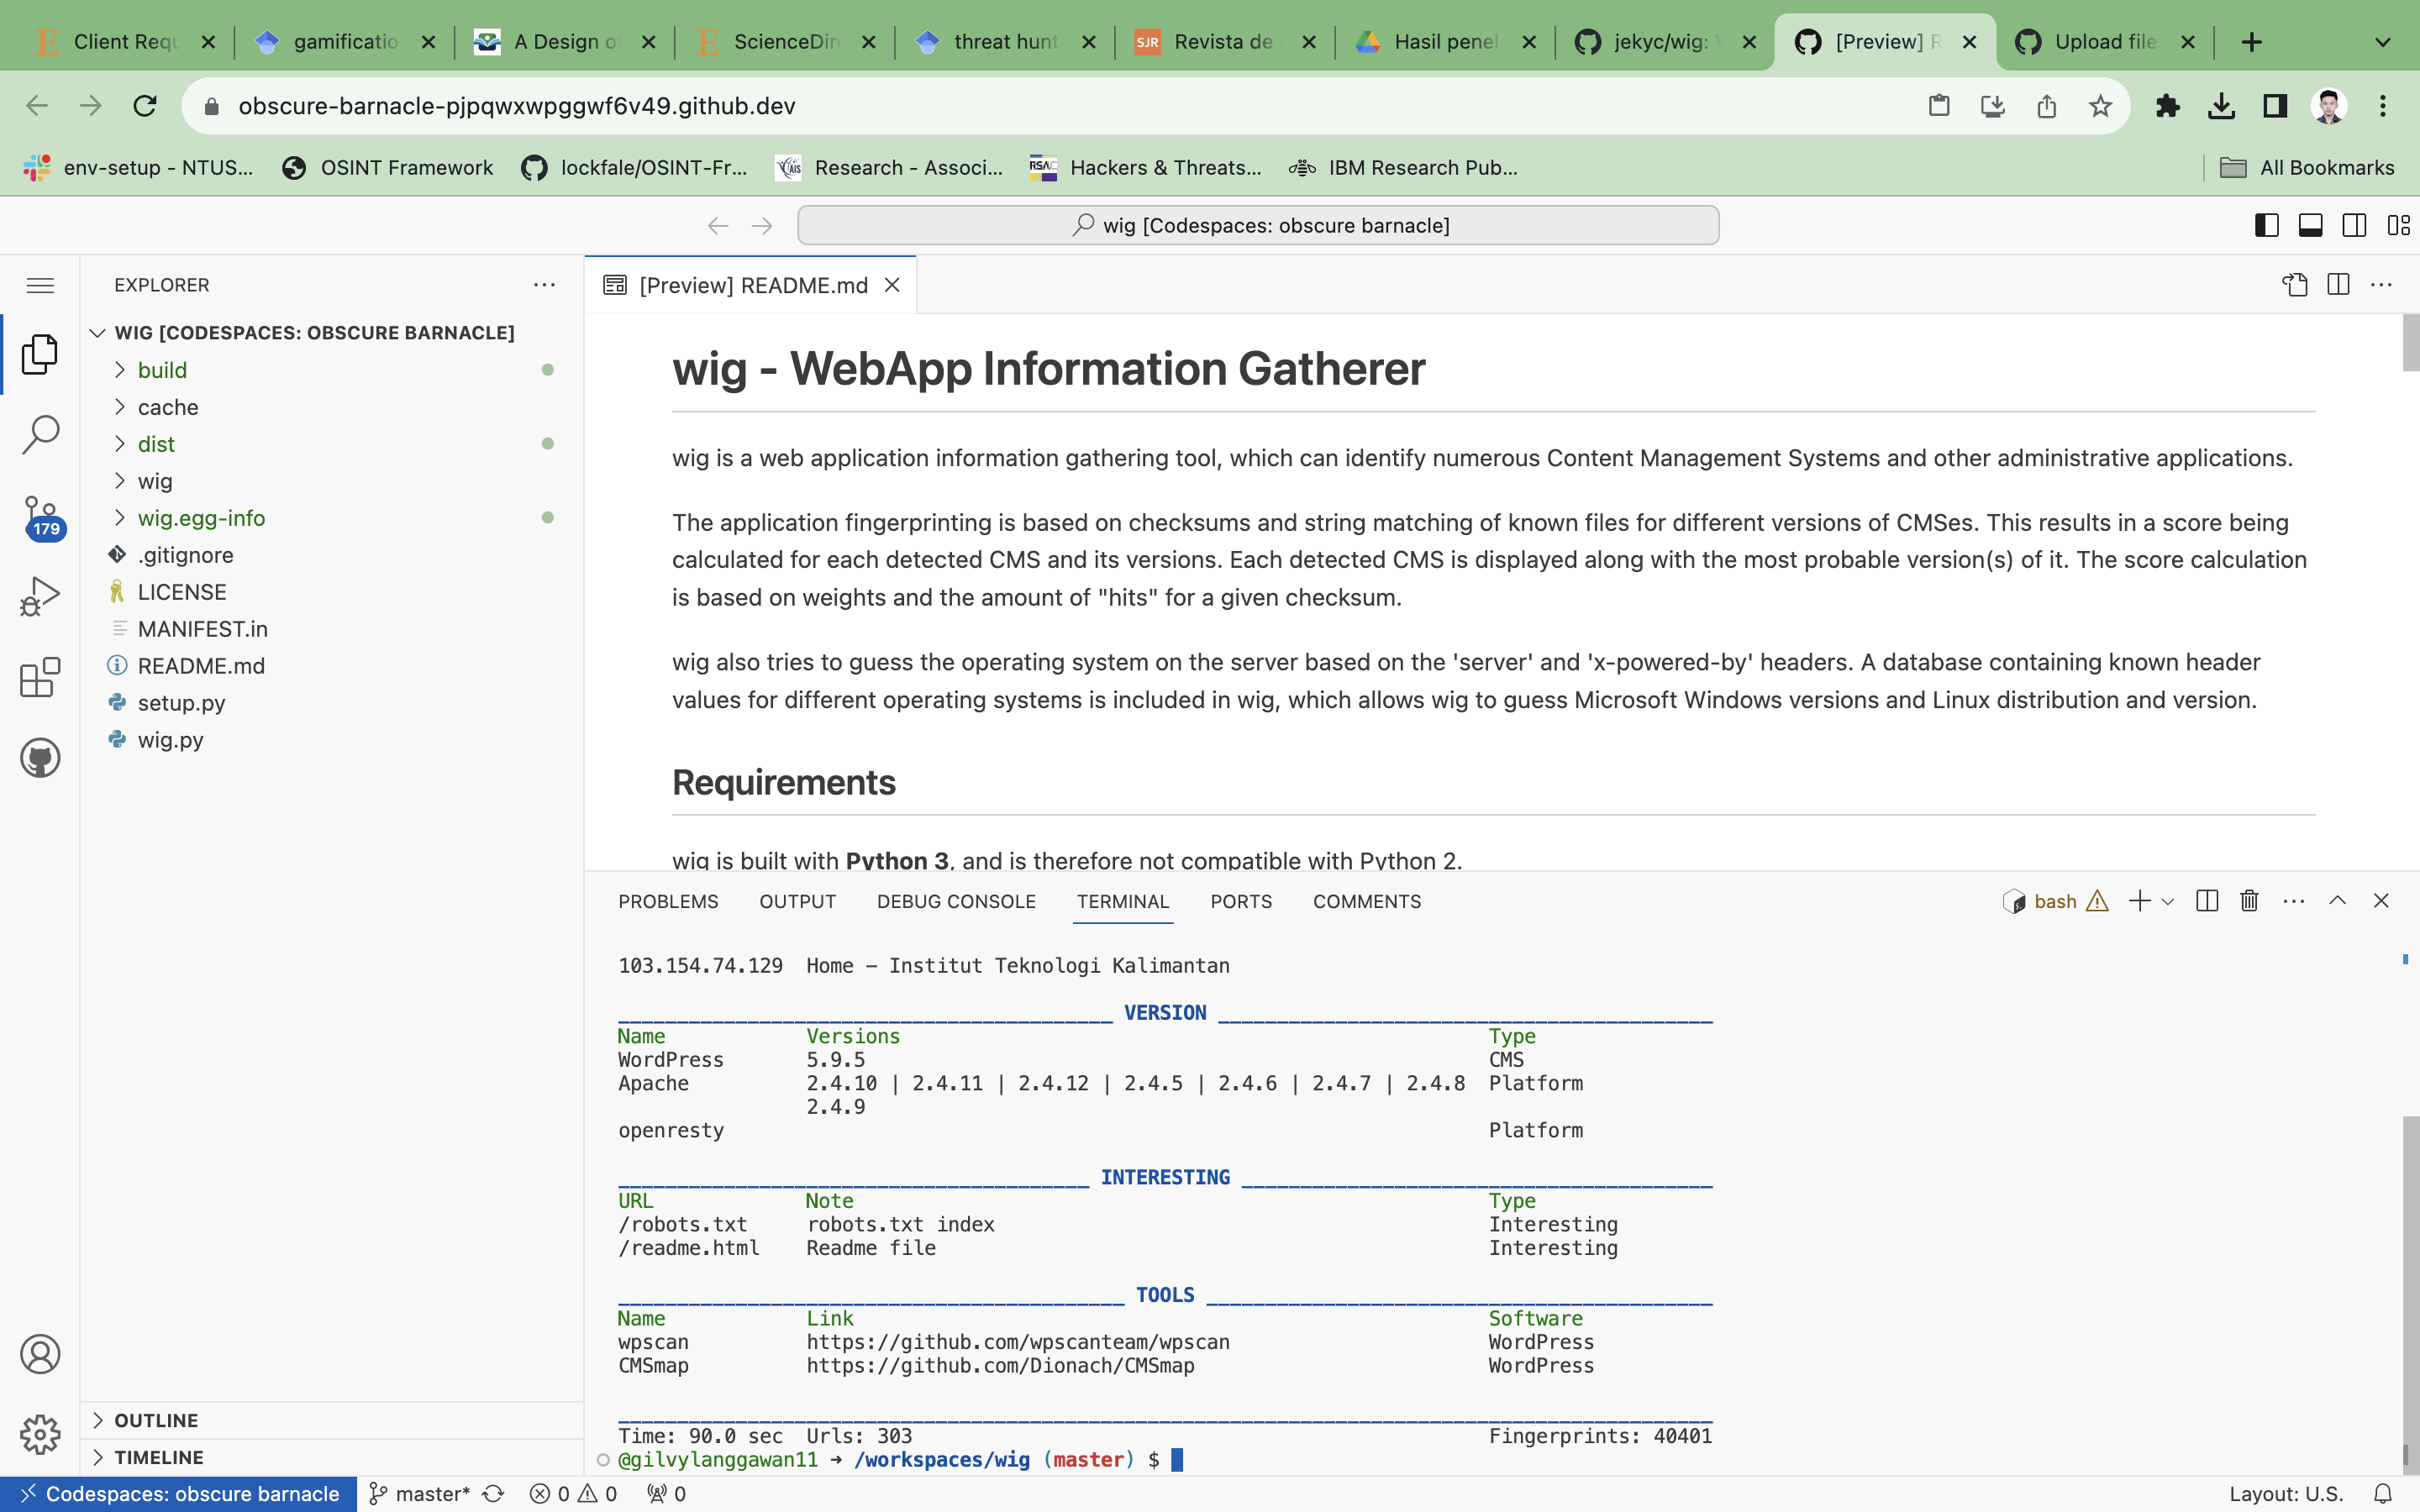 Client Requ
gamificatio
A Design of
ScienceDire
threat hunt
SJR
Revista de
Hasil penel
jekyc/wig: W
[Preview] R
Upload file
obscure-barnacle-pjpqwxwpggwf6v49.github.dev
env-setup - NTUS...
OSINT Framework
lockfale/OSINT-Fr...
AIS
Research - Associ...
RSAC
Hackers & Threats...
IBM Research Pub...
All Bookmarks
wig [Codespaces: obscure barnacle]
EXPLORER
WIG [CODESPACES: OBSCURE BARNACLE]
build
cache
dist
wig
wig.egg-info
.gitignore
LICENSE
MANIFEST.in
README.md
setup.py
wig.py
179
OUTLINE
TIMELINE
[Preview] README.md
wig - WebApp Information Gatherer
wig is a web application information gathering tool, which can identify numerous Content Management Systems and other administrative applications.
The application fingerprinting is based on checksums and string matching of known files for different versions of CMSes. This results in a score being
calculated for each detected CMS and its versions. Each detected CMS is displayed along with the most probable version(s) of it. The score calculation
is based on weights and the amount of "hits" for a given checksum.
wig also tries to guess the operating system on the server based on the 'server' and 'x-powered-by' headers. A database containing known header
values for different operating systems is included in wig, which allows wig to guess Microsoft Windows versions and Linux distribution and version.
Requirements
wig is built with Python 3, and is therefore not compatible with Python 2.
PROBLEMS OUTPUT DEBUG CONSOLE TERMINAL PORTS COMMENTS
bash
103.154.74.129 Home – Institut Teknologi Kalimantan
VERSION
Name Versions Type
WordPress 5.9.5 CMS
Apache 2.4.10 | 2.4.11 | 2.4.12 | 2.4.5 | 2.4.6 | 2.4.7 | 2.4.8 Platform
2.4.9
openresty Platform
INTERESTING
URL Note Type
/robots.txt robots.txt index Interesting
/readme.html Readme file Interesting
TOOLS
Name Link Software
wpscan https://github.com/wpscanteam/wpscan WordPress
CMSmap https://github.com/Dionach/CMSmap WordPress
Time: 90.0 sec Urls: 303 Fingerprints: 40401
@gilvylanggawan11 → /workspaces/wig (master) $
Codespaces: obscure barnacle
master*
0 0
0
Layout: U.S.